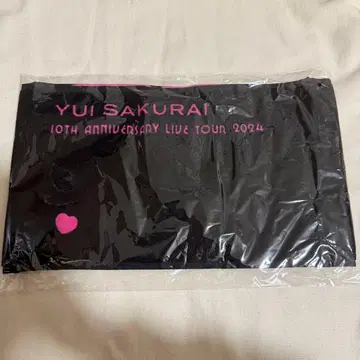 YUI SAKURAI
10TH ANNIVERSARY LIVE TOUR 2024